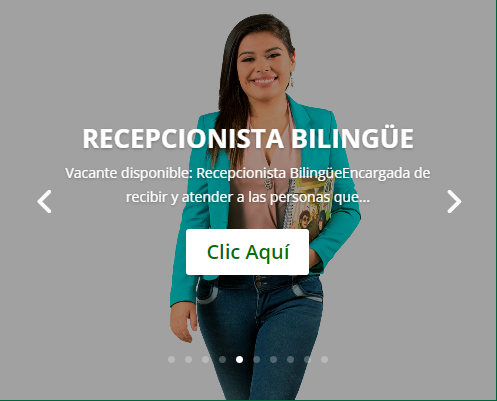 RECEPCIONISTA BILINGÜE
Vacante disponible: Recepcionista BilingüeEncargada de
recibir y atender a las personas que...
Clic Aquí